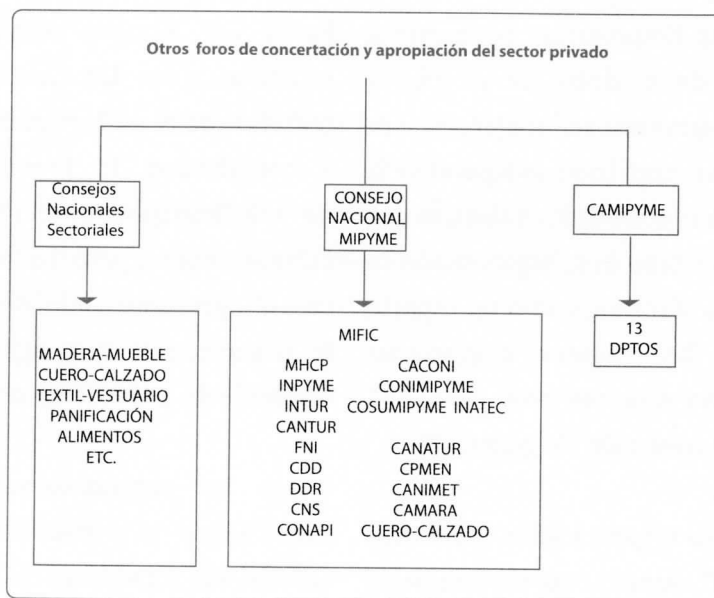 Otros foros de concertación y apropiación del sector privado
Consejos
Nacionales
Sectoriales
CONSEJO
NACIONAL
MIPYME
CAMIPYME
MADERA-MUEBLE
CUERO-CALZADO
TEXTIL-VESTUARIO
PANIFICACIÓN
ALIMENTOS
ETC.
MIFIC
MHCP CACONI
INPYME CONIMIPYME
INTUR COSUMIPYME INATEC
CANTUR
FNI CANATUR
CDD CPMEN
DDR CANIMET
CNS CAMARA
CONAPI CUERO-CALZADO
13
DPTOS